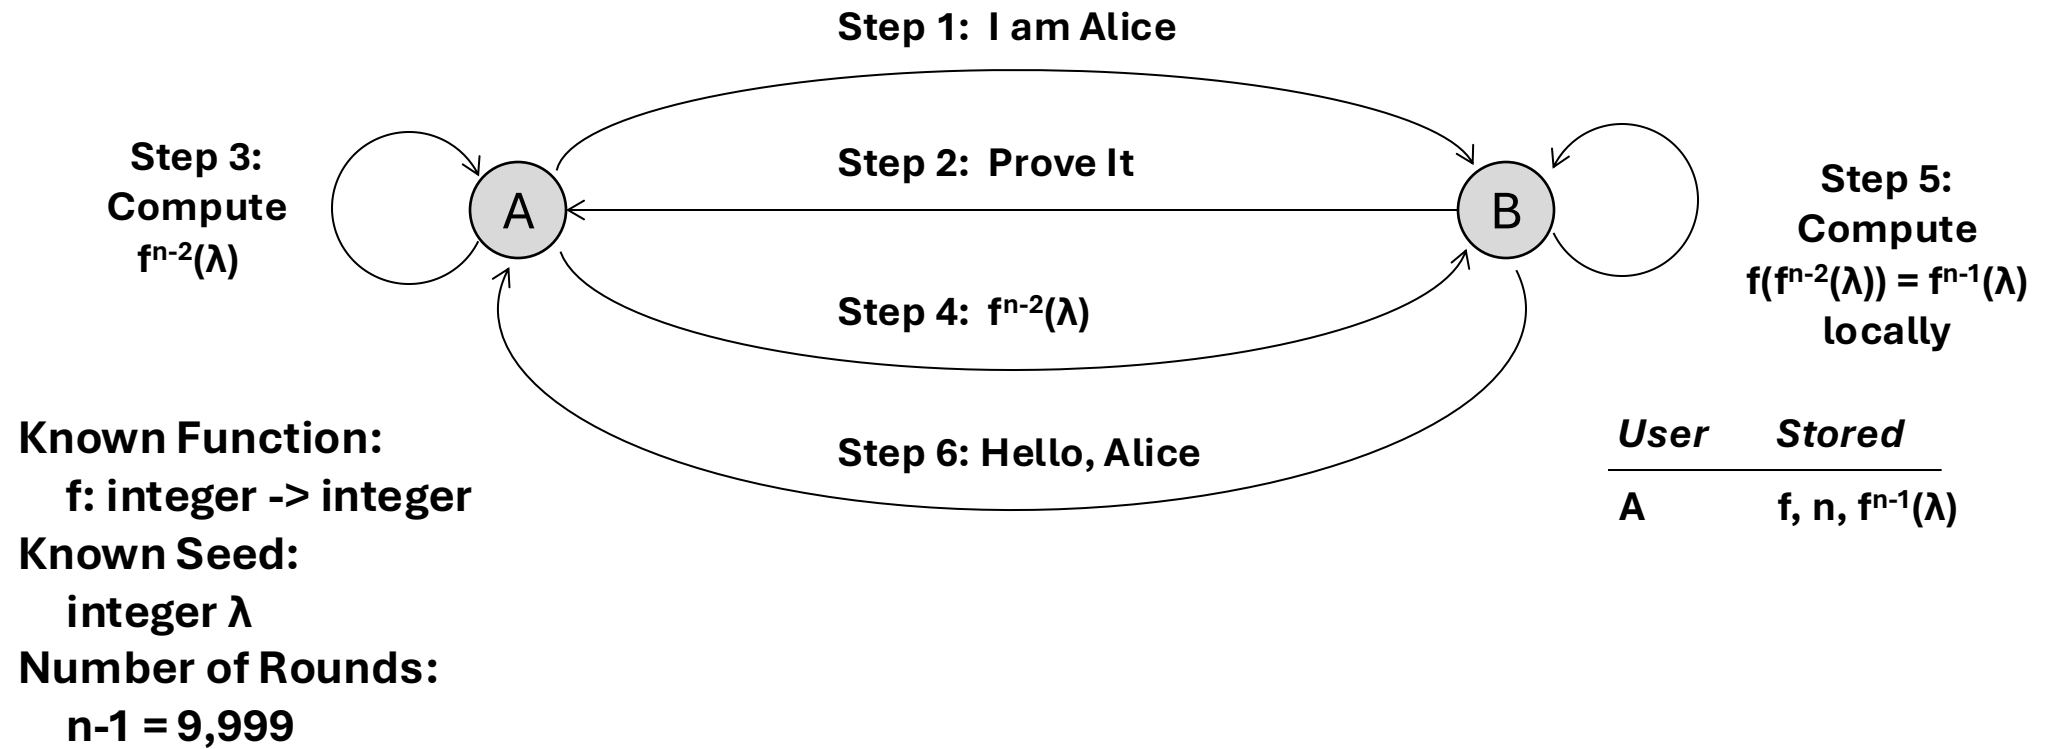 Step 1:  I am Alice
Step 2:  Prove It
Step 3:
Compute
fⁿ⁻²(λ)
A
B
Step 5:
Compute
f(fⁿ⁻²(λ)) = fⁿ⁻¹(λ)
locally
Step 4:  fⁿ⁻²(λ)
Step 6: Hello, Alice
Known Function:
f: integer -> integer
Known Seed:
integer λ
Number of Rounds:
n-1 = 9,999
User Stored
A f, n, fⁿ⁻¹(λ)